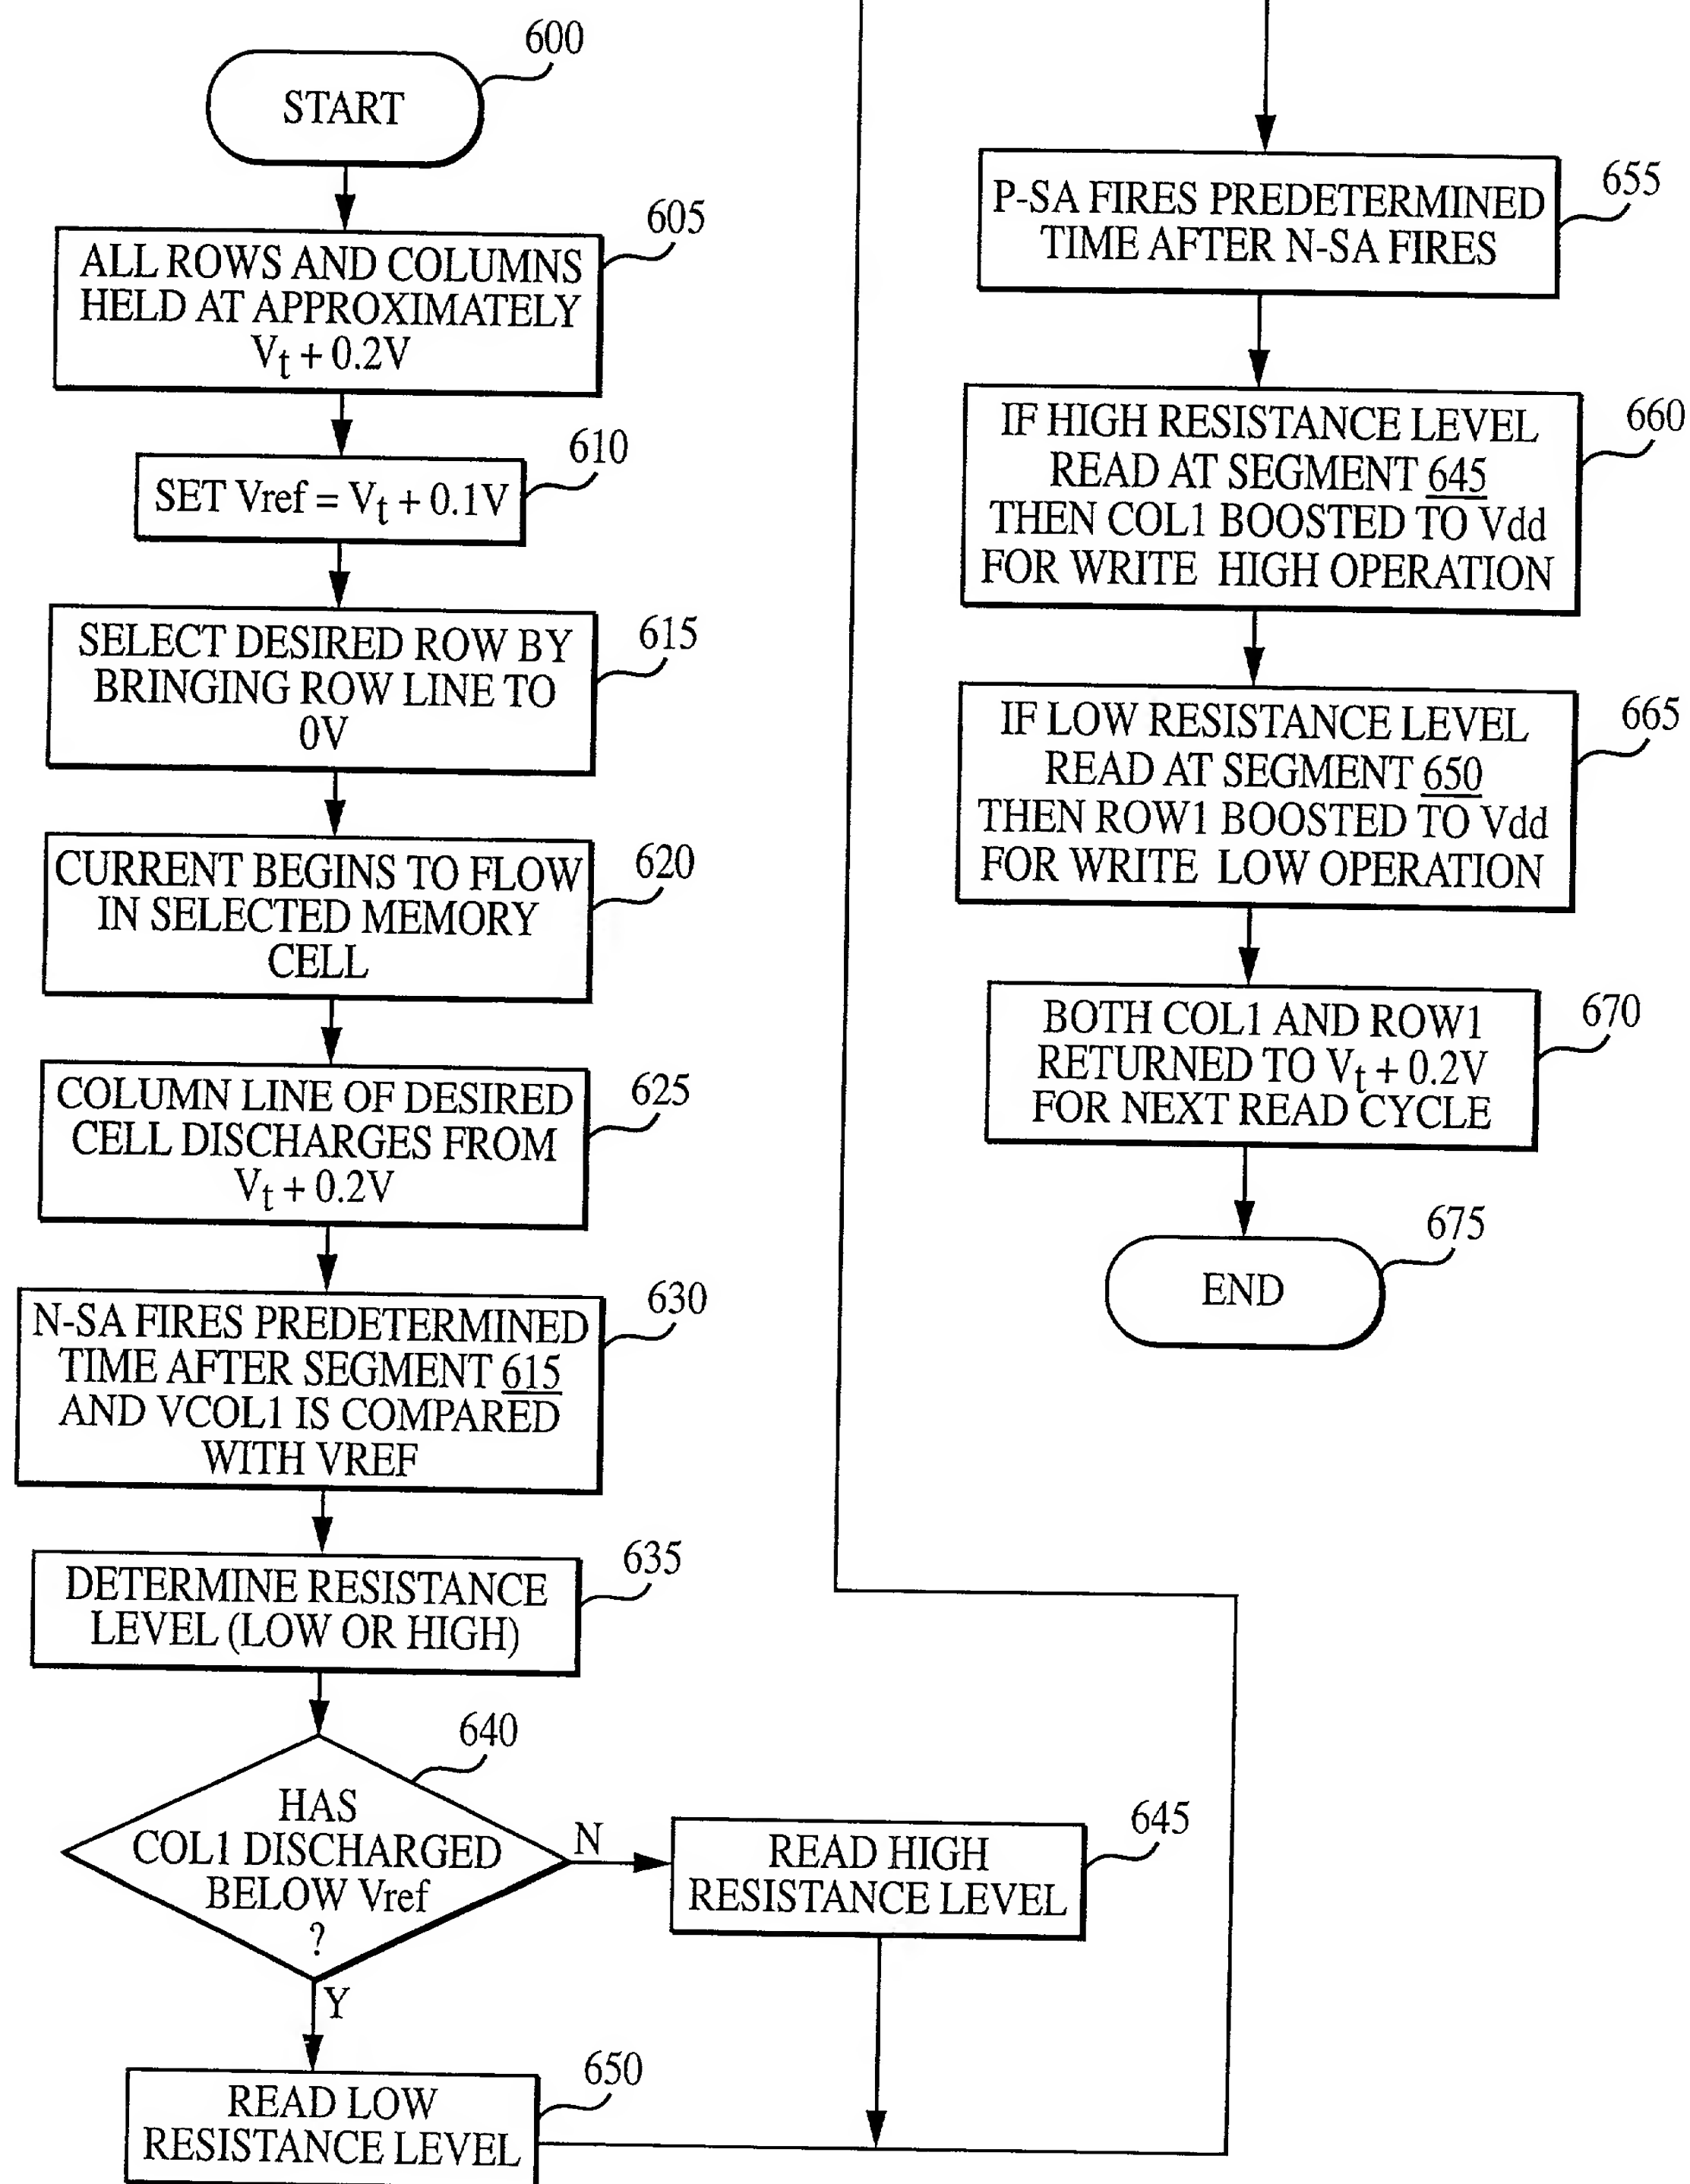 600
START
605
ALL ROWS AND COLUMNS
HELD AT APPROXIMATELY
Vt + 0.2V
610
SET Vref = Vt + 0.1V
615
SELECT DESIRED ROW BY
BRINGING ROW LINE TO
0V
620
CURRENT BEGINS TO FLOW
IN SELECTED MEMORY
CELL
625
COLUMN LINE OF DESIRED
CELL DISCHARGES FROM
Vt + 0.2V
630
N-SA FIRES PREDETERMINED
TIME AFTER SEGMENT 615
AND VCOL1 IS COMPARED
WITH VREF
635
DETERMINE RESISTANCE
LEVEL (LOW OR HIGH)
640
HAS
COL1 DISCHARGED
BELOW Vref
?
N
645
READ HIGH
RESISTANCE LEVEL
Y
650
READ LOW
RESISTANCE LEVEL
655
P-SA FIRES PREDETERMINED
TIME AFTER N-SA FIRES
660
IF HIGH RESISTANCE LEVEL
READ AT SEGMENT 645
THEN COL1 BOOSTED TO Vdd
FOR WRITE HIGH OPERATION
665
IF LOW RESISTANCE LEVEL
READ AT SEGMENT 650
THEN ROW1 BOOSTED TO Vdd
FOR WRITE LOW OPERATION
670
BOTH COL1 AND ROW1
RETURNED TO Vt + 0.2V
FOR NEXT READ CYCLE
675
END